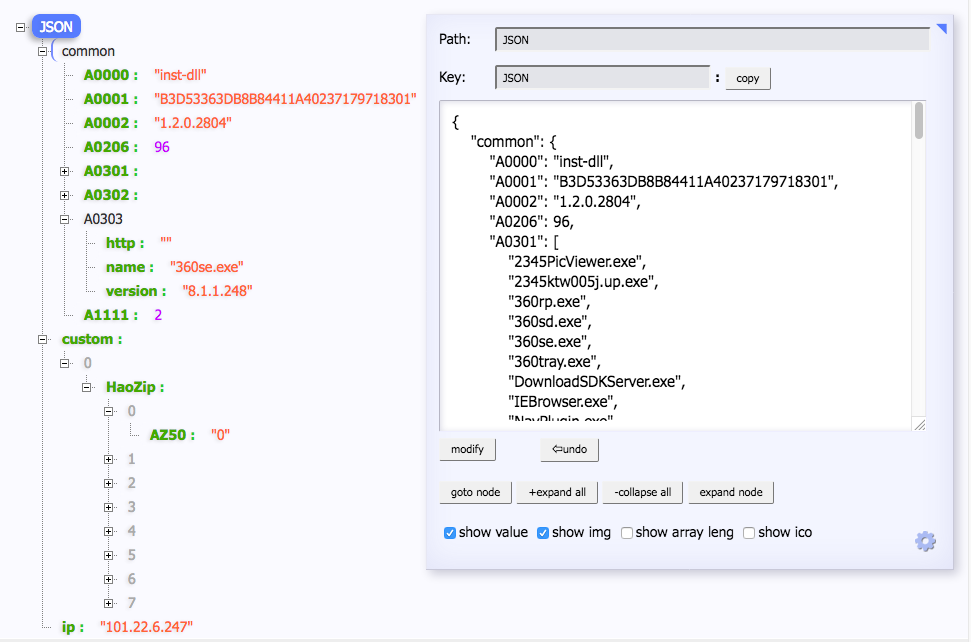 JSON
common
A0000 : "inst-dll"
A0001 : "B3D53363DB8B84411A40237179718301"
A0002 : "1.2.0.2804"
A0206 : 96
A0301 :
A0302 :
A0303
http : ""
name : "360se.exe"
version : "8.1.1.248"
A1111 : 2
custom :
0
HaoZip :
0
AZ50 : "0"
1
2
3
4
5
6
7
ip : "101.22.6.247"
Path: JSON
Key: JSON : copy
{
"common": {
"A0000": "inst-dll",
"A0001": "B3D53363DB8B84411A40237179718301",
"A0002": "1.2.0.2804",
"A0206": 96,
"A0301": [
"2345PicViewer.exe",
"2345ktw005j.up.exe",
"360rp.exe",
"360sd.exe",
"360se.exe",
"360tray.exe",
"DownloadSDKServer.exe",
"IEBrowser.exe",
modify ⇦undo
goto node +expand all -collapse all expand node
show value show img show array leng show ico